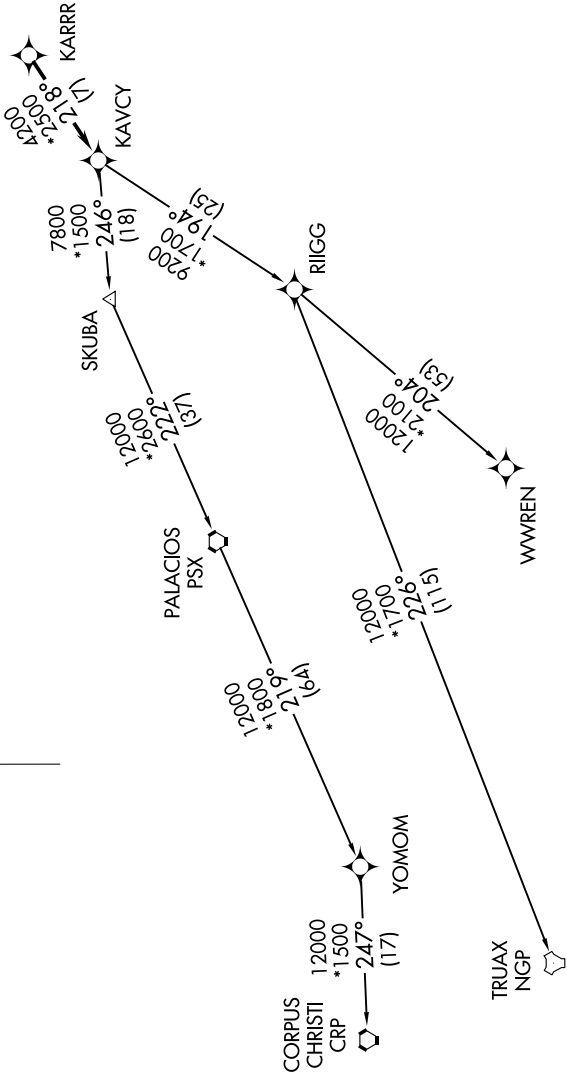 KARRR
4200
*2500
218°
(7)
KAVCY
7800
*1500
246°
(18)
9200
*1700
194°
(25)
SKUBA
RIIGG
12000
*2600
222°
(37)
12000
*2100
204°
(53)
WWREN
PALACIOS
PSX
12000
*1700
226°
(115)
12000
*1800
219°
(64)
YOMOM
12000
*1500
247°
(17)
CORPUS
CHRISTI
CRP
TRUAX
NGP